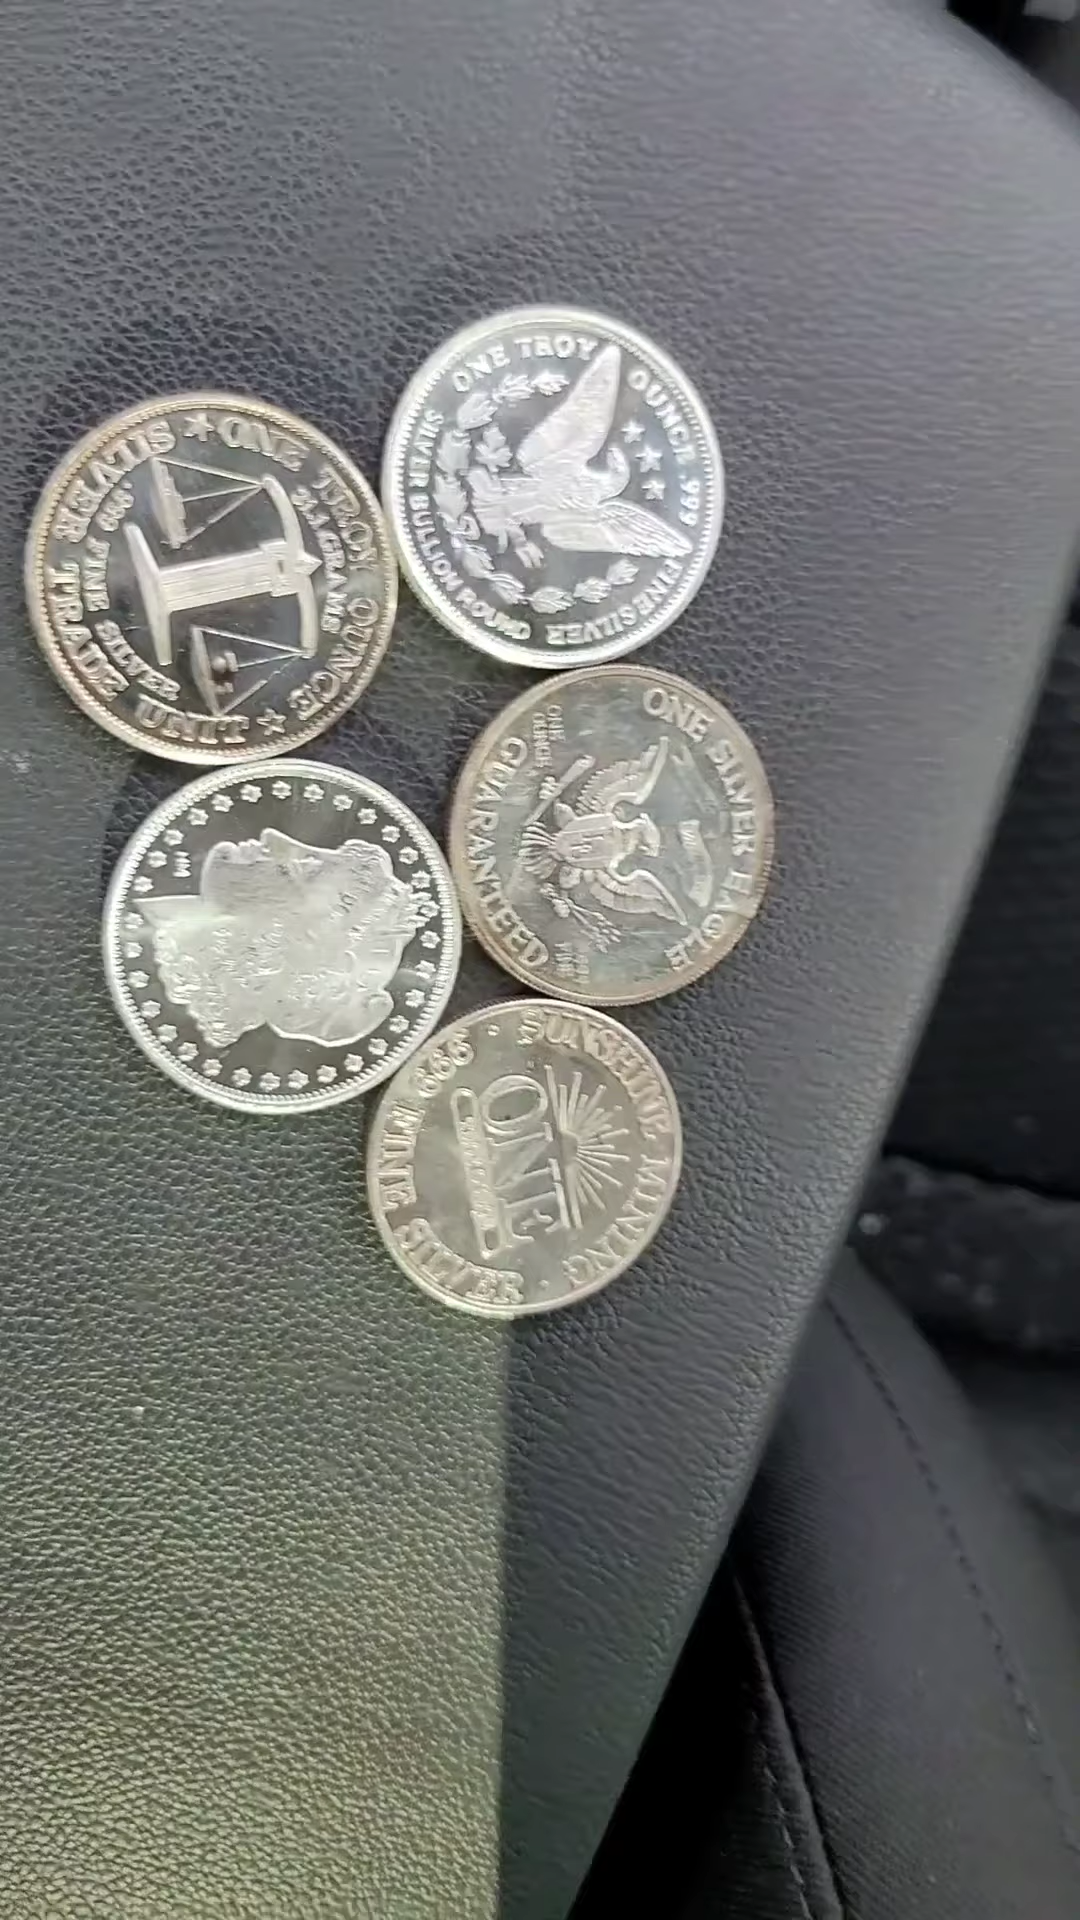 ONE TROY OUNCE .999 FINE SILVER
SILVER BULLION ROUND
★ ONE TROY OUNCE ★
31.1 GRAMS
.999 FINE SILVER
SILVER TRADE UNIT
ONE SILVER EAGLE
ONE OUNCE
GUARANTEED
HM
SUNSHINE MINING
ONE
.999 FINE SILVER